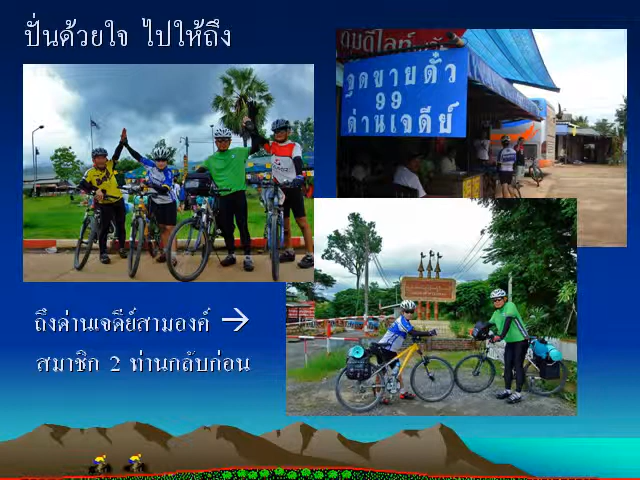 ปั่นด้วยใจ ไปให้ถึง
จุดขายตั๋ว
99
ด่านเจดีย์
ถึงด่านเจดีย์สามองค์ →
สมาชิก 2 ท่านกลับก่อน